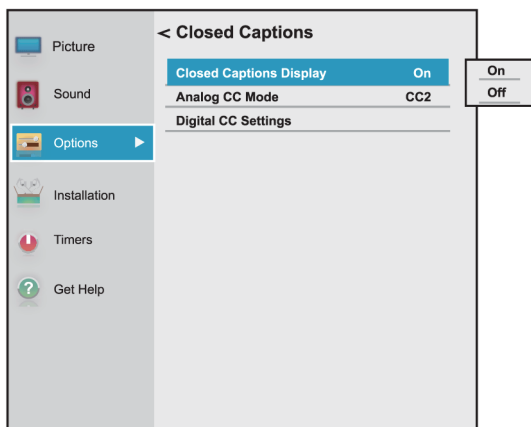 Picture
Sound
Options
Installation
Timers
Get Help
< Closed Captions
Closed Captions Display On
Analog CC Mode CC2
Digital CC Settings
On
Off